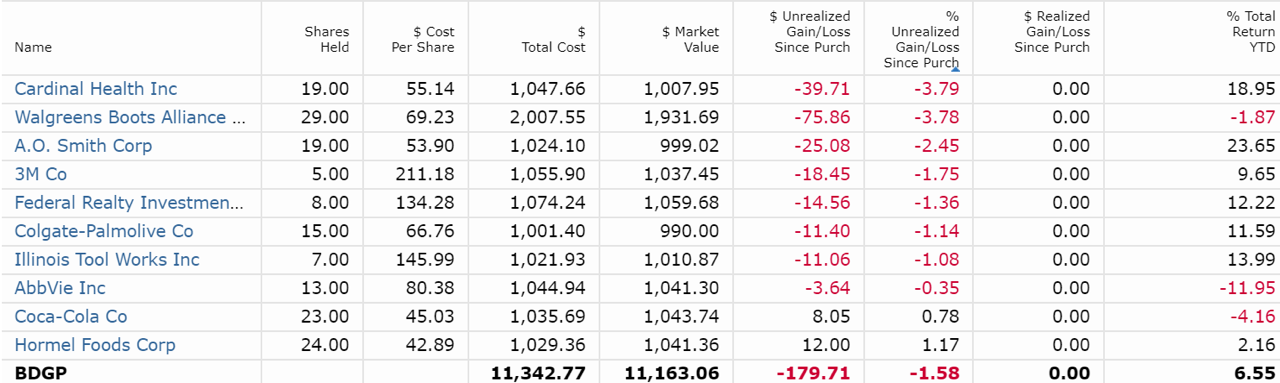 Name Shares Held $ Cost Per Share $ Total Cost $ Market Value $ Unrealized Gain/Loss Since Purch % Unrealized Gain/Loss Since Purch $ Realized Gain/Loss Since Purch % Total Return YTD
Cardinal Health Inc 19.00 55.14 1,047.66 1,007.95 -39.71 -3.79 0.00 18.95
Walgreens Boots Alliance ... 29.00 69.23 2,007.55 1,931.69 -75.86 -3.78 0.00 -1.87
A.O. Smith Corp 19.00 53.90 1,024.10 999.02 -25.08 -2.45 0.00 23.65
3M Co 5.00 211.18 1,055.90 1,037.45 -18.45 -1.75 0.00 9.65
Federal Realty Investmen... 8.00 134.28 1,074.24 1,059.68 -14.56 -1.36 0.00 12.22
Colgate-Palmolive Co 15.00 66.76 1,001.40 990.00 -11.40 -1.14 0.00 11.59
Illinois Tool Works Inc 7.00 145.99 1,021.93 1,010.87 -11.06 -1.08 0.00 13.99
AbbVie Inc 13.00 80.38 1,044.94 1,041.30 -3.64 -0.35 0.00 -11.95
Coca-Cola Co 23.00 45.03 1,035.69 1,043.74 8.05 0.78 0.00 -4.16
Hormel Foods Corp 24.00 42.89 1,029.36 1,041.36 12.00 1.17 0.00 2.16
BDGP 11,342.77 11,163.06 -179.71 -1.58 0.00 6.55